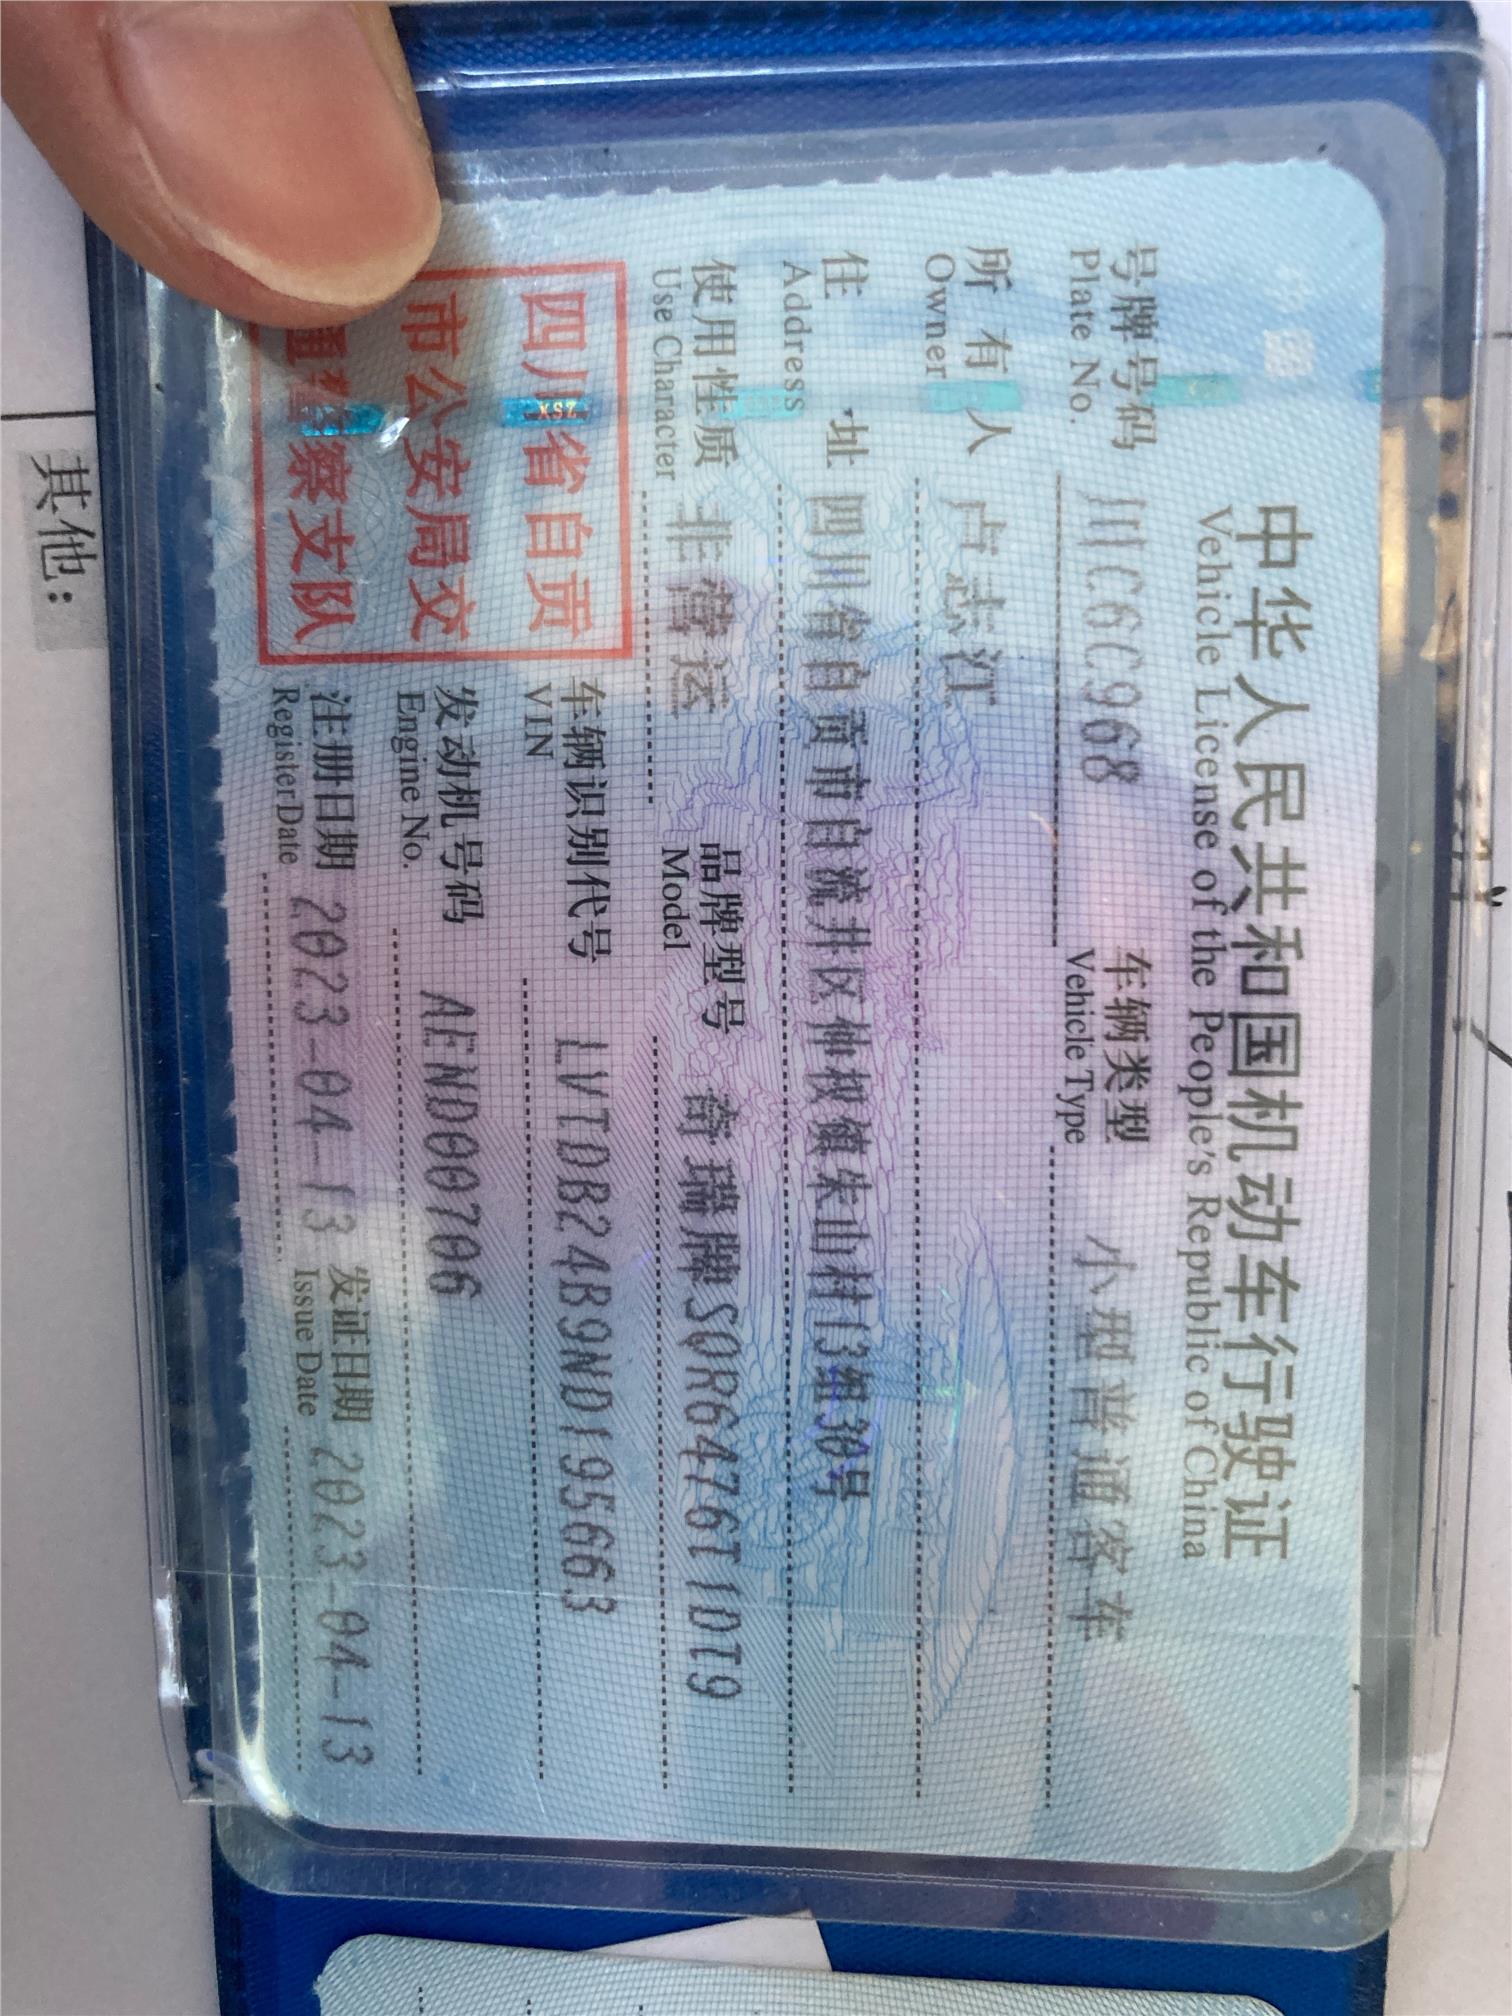 中华人民共和国机动车行驶证
Vehicle License of the People's Republic of China
号牌号码 川C6C968 车辆类型 小型普通客车
Plate No. Vehicle Type
所有人 卢志江
Owner
住址 四川省自贡市自流井区仲权镇朱山村13组30号
Address
使用性质 非营运 品牌型号 奇瑞牌SQR6476T1DT9
Use Character Model
四川省自贡
市公安局交
察支队
车辆识别代号 LVTDB24B9ND195663
VIN
发动机号码 AEND00706
Engine No.
注册日期 2023-04-13 发证日期 2023-04-13
Register Date Issue Date
其他: